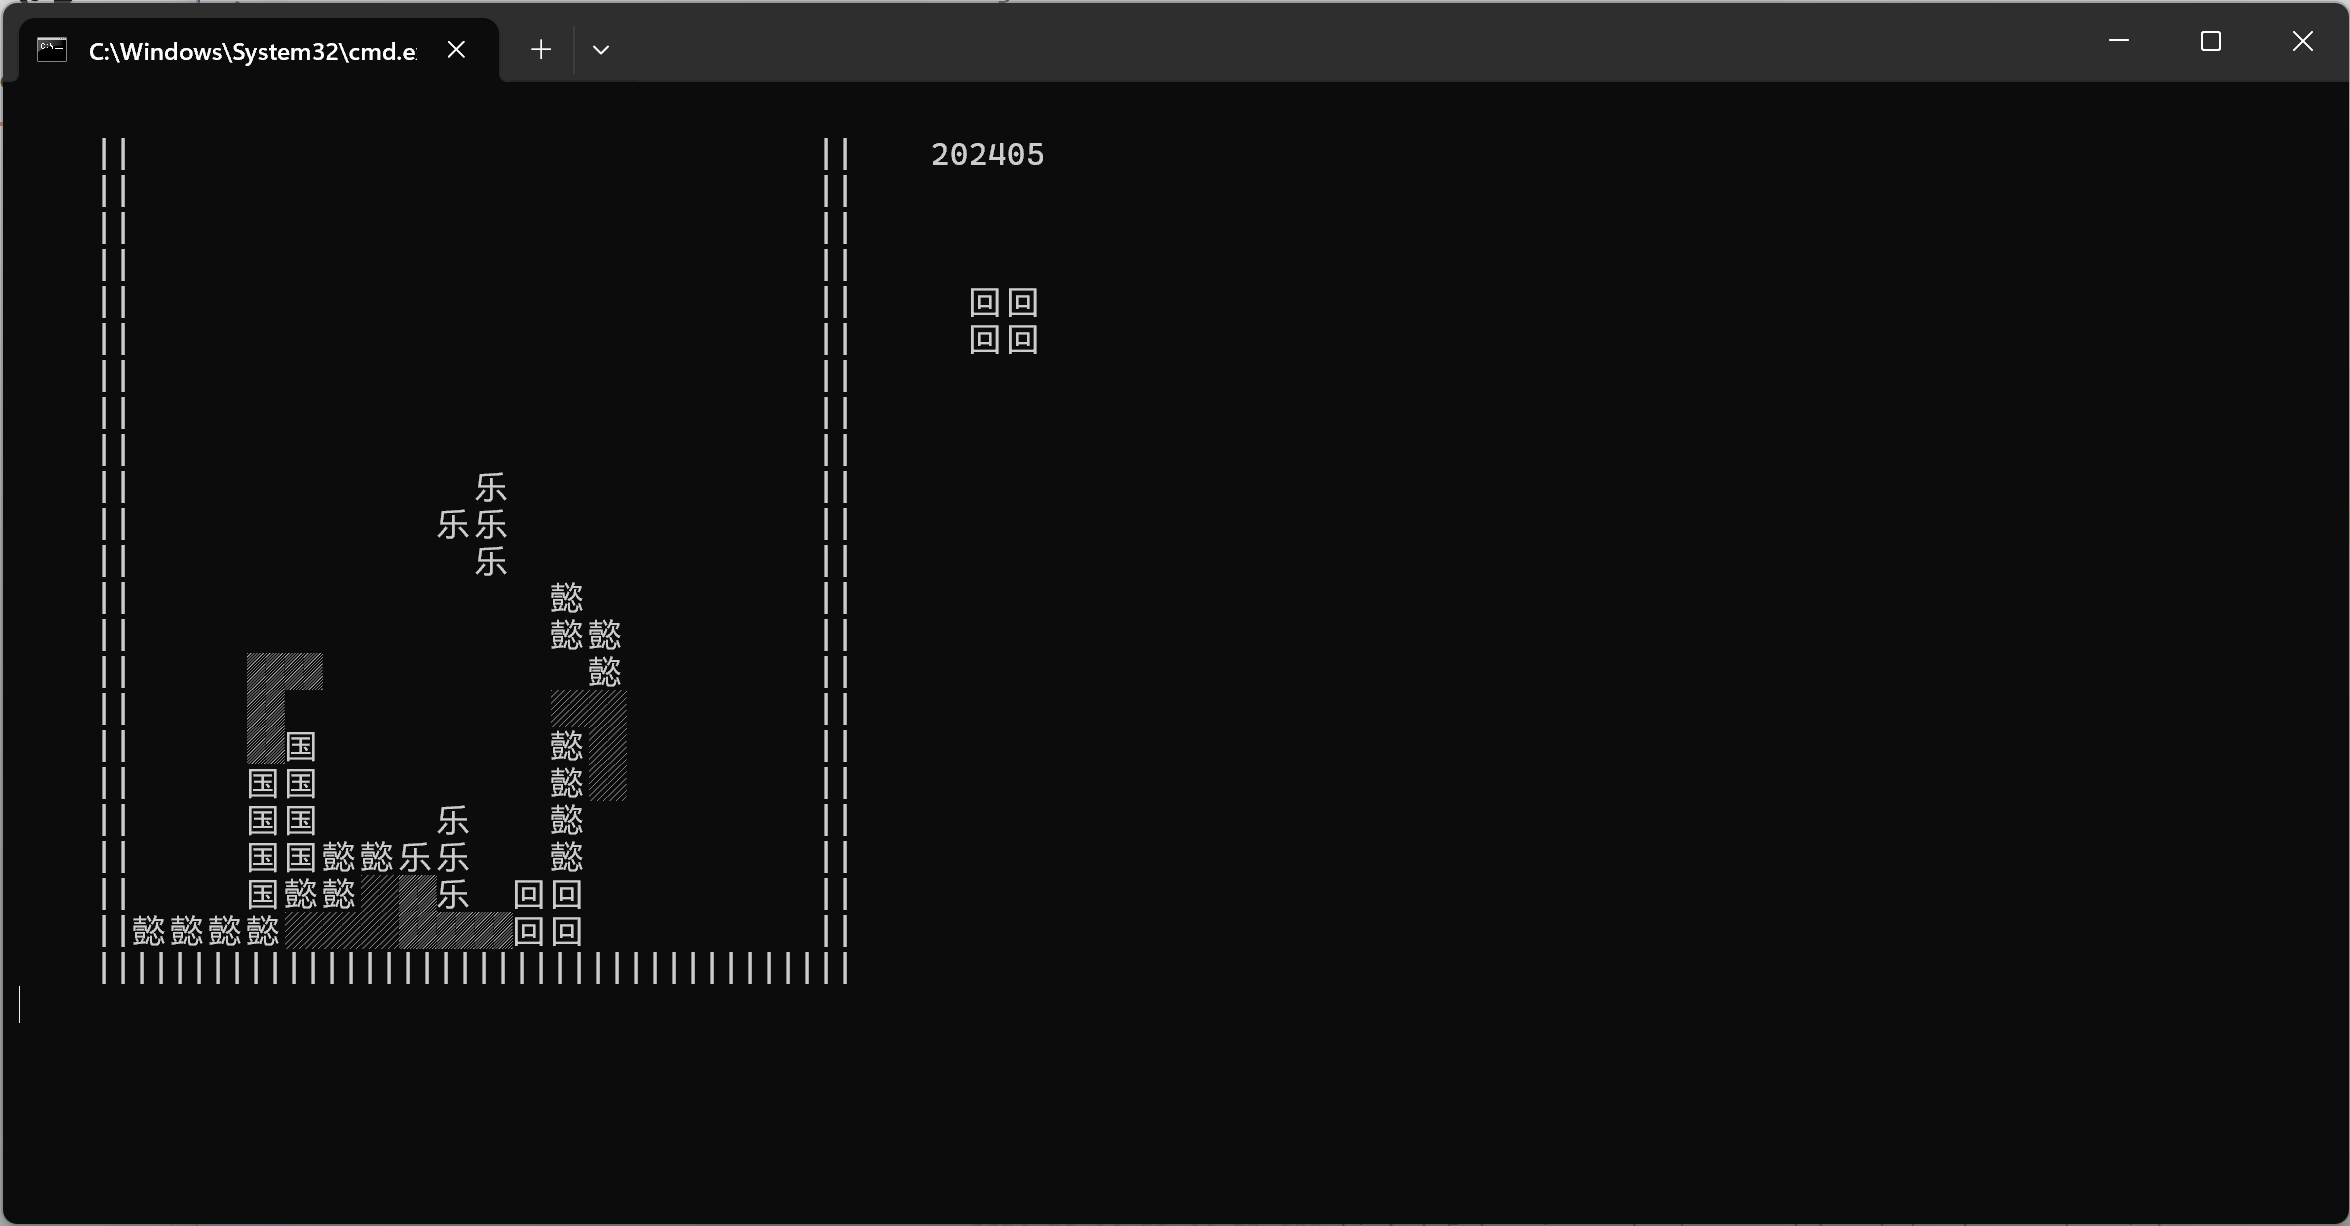 C:\Windows\System32\cmd.e
202405
回回
回回
乐
乐乐
乐
懿
懿懿
懿
国 懿
国国 懿
国国 乐 懿
国国懿懿乐乐 懿
国懿懿 乐 回回
懿懿懿懿 回回